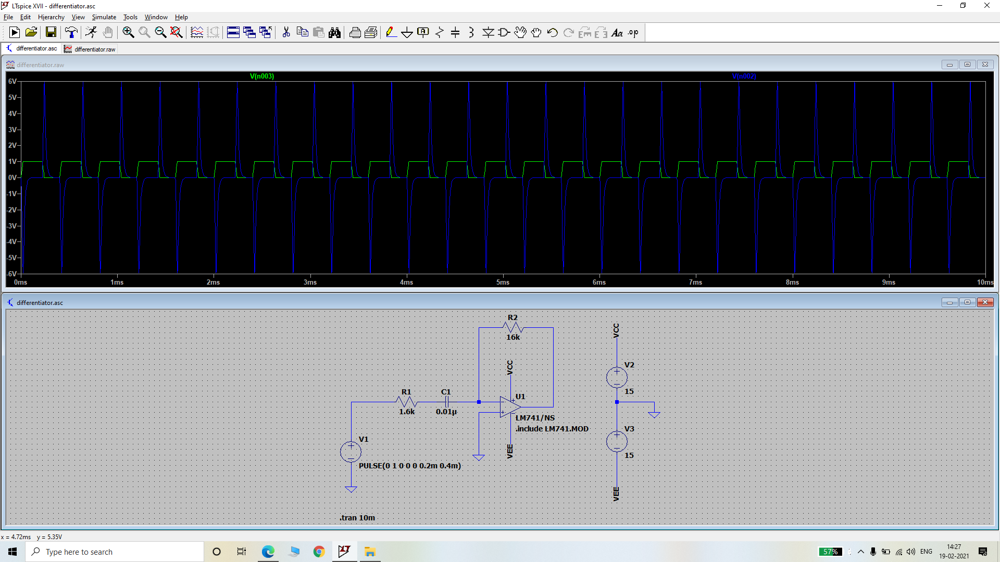 LTspice XVII - differentiator.asc
File Edit Hierarchy View Simulate Tools Window Help
differentiator.asc differentiator.raw
differentiator.raw
V(n003) V(n002)
6V
5V
4V
3V
2V
1V
0V
-1V
-2V
-3V
-4V
-5V
-6V
0ms 1ms 2ms 3ms 4ms 5ms 6ms 7ms 8ms 9ms 10ms
differentiator.asc
R2
16k
VCC
VCC
V2
15
R1 C1 U1
1.6k 0.01µ
LM741/NS
.include LM741.MOD
V3
15
V1
VEE
PULSE(0 1 0 0 0 0.2m 0.4m)
VEE
.tran 10m
x = 4.72ms y = 5.35V
Type here to search
57%
ENG
14:27
19-02-2021